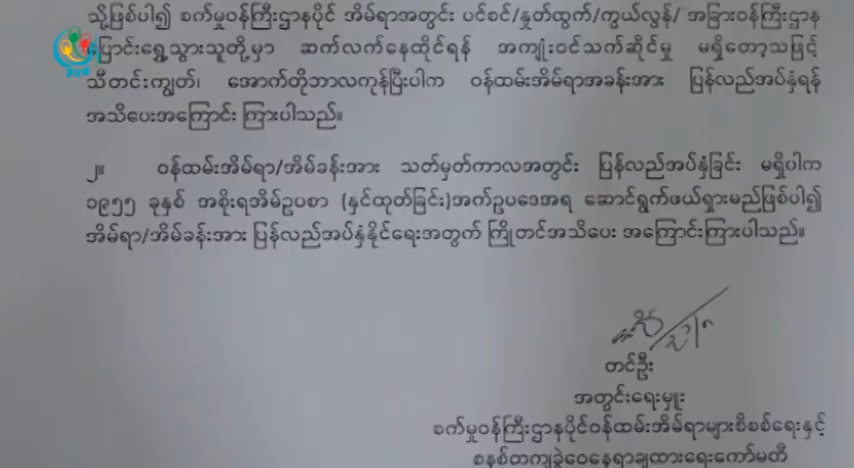 သို့ဖြစ်ပါ၍ စက်မှုဝန်ကြီးဌာနပိုင် အိမ်ရာအတွင်း ပင်စင်/နှုတ်ထွက်/ကွယ်လွန်/ အခြားဝန်ကြီးဌာန
ပြောင်းရွှေ့သွားသူတို့မှာ ဆက်လက်နေထိုင်ရန် အကျုံးဝင်သက်ဆိုင်မှု မရှိတော့သဖြင့်
သီတင်းကျွတ်၊ အောက်တိုဘာလကုန်ပြီးပါက ဝန်ထမ်းအိမ်ရာအခန်းအား ပြန်လည်အပ်နှံရန်
အသိပေးအကြောင်း ကြားပါသည်။
၂။ ဝန်ထမ်းအိမ်ရာ/အိမ်ခန်းအား သတ်မှတ်ကာလအတွင်း ပြန်လည်အပ်နှံခြင်း မရှိပါက
၁၉၅၅ ခုနှစ် အစိုးရအိမ်ဥပစာ (နှင်ထုတ်ခြင်း)အက်ဥပဒေအရ ဆောင်ရွက်ဖယ်ရှားမည်ဖြစ်ပါ၍
အိမ်ရာ/အိမ်ခန်းအား ပြန်လည်အပ်နှံနိုင်ရေးအတွက် ကြိုတင်အသိပေး အကြောင်းကြားပါသည်။
တင်ဦး
အတွင်းရေးမှူး
စက်မှုဝန်ကြီးဌာနပိုင်ဝန်ထမ်းအိမ်ရာများစိစစ်ရေးနှင့်
စနစ်တကျခွဲဝေနေရာချထားရေးကော်မတီ